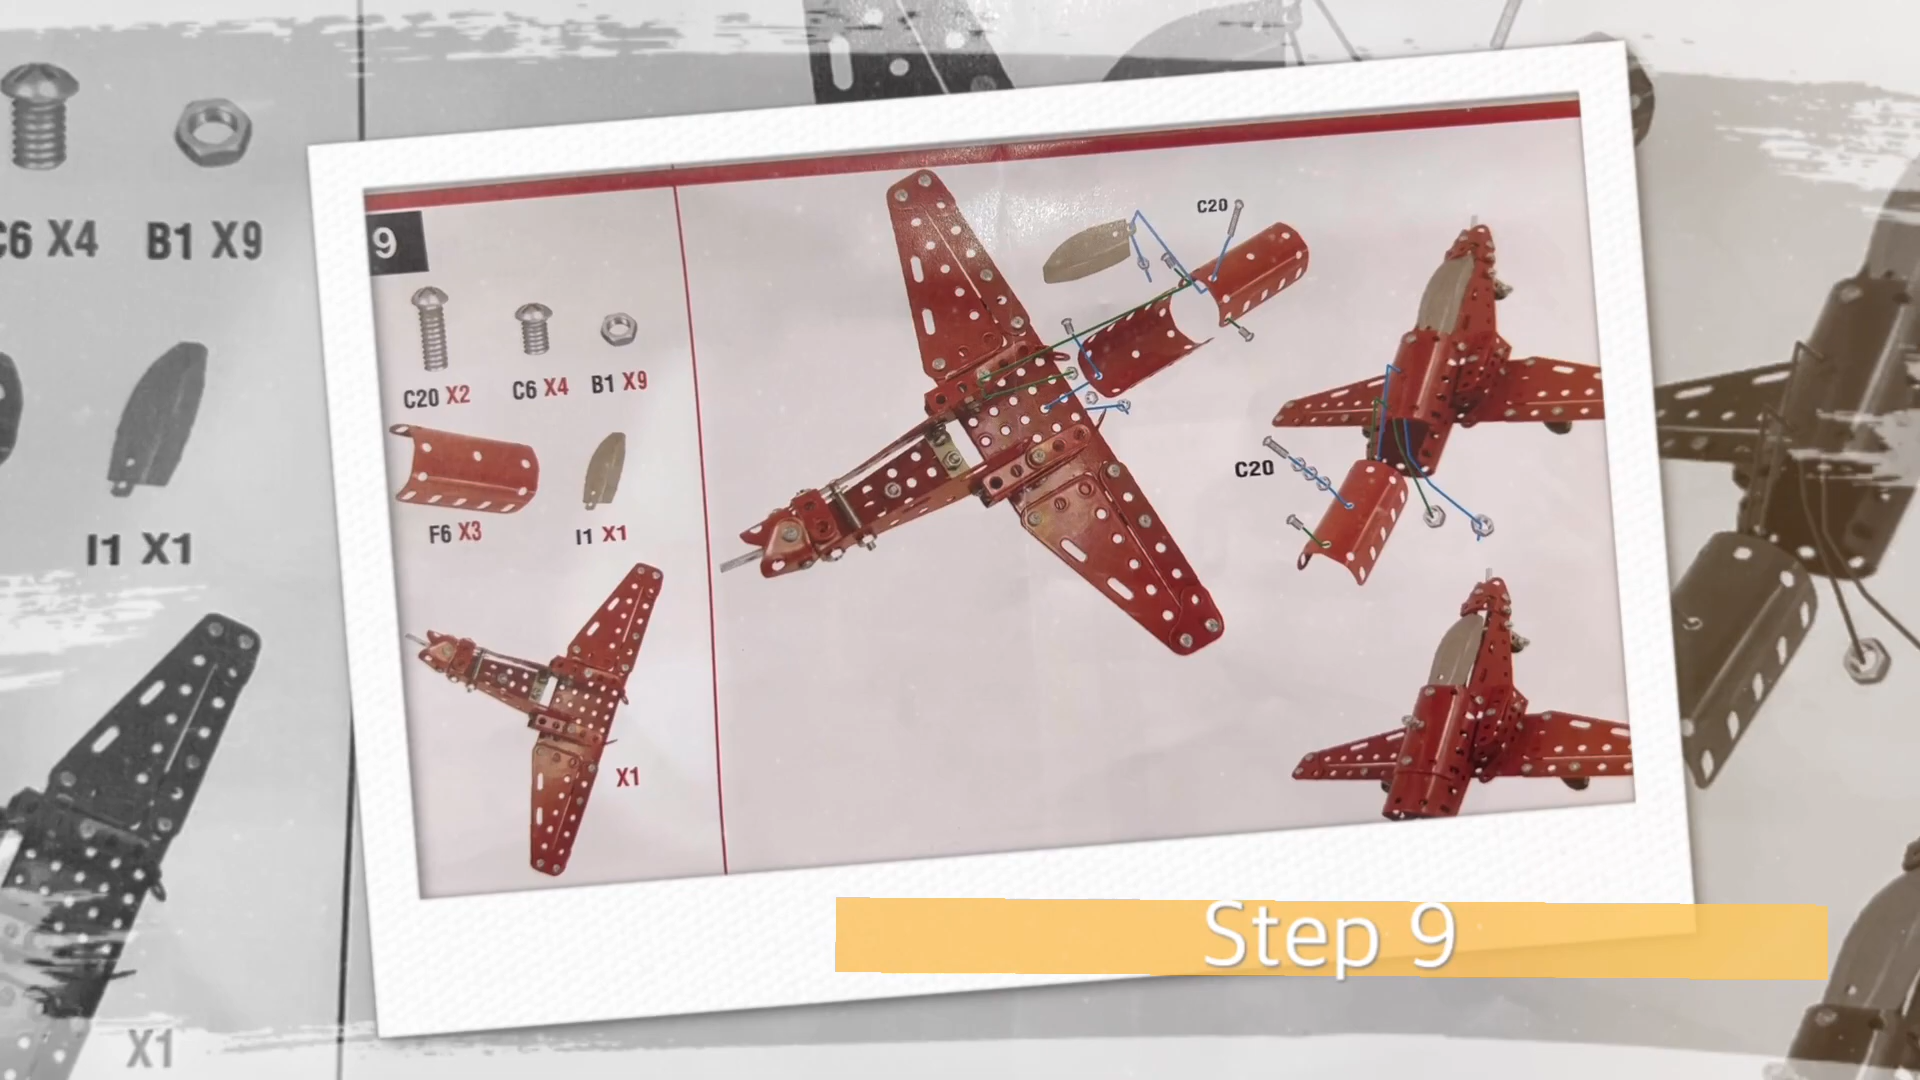 C6 X4 B1 X9
I1 X1
X1
9
C20 X2 C6 X4 B1 X9
F6 X3 I1 X1
X1
C20
C20
Step 9